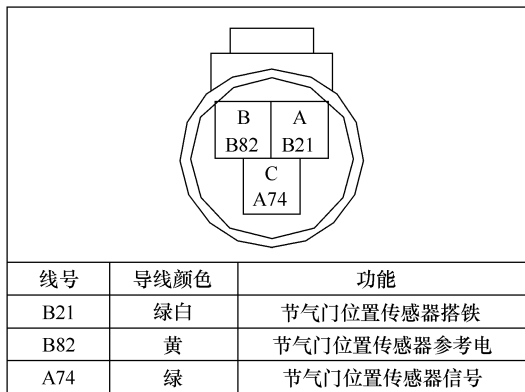 B A
B82 B21
C
A74
线号 导线颜色 功能
B21 绿白 节气门位置传感器搭铁
B82 黄 节气门位置传感器参考电
A74 绿 节气门位置传感器信号